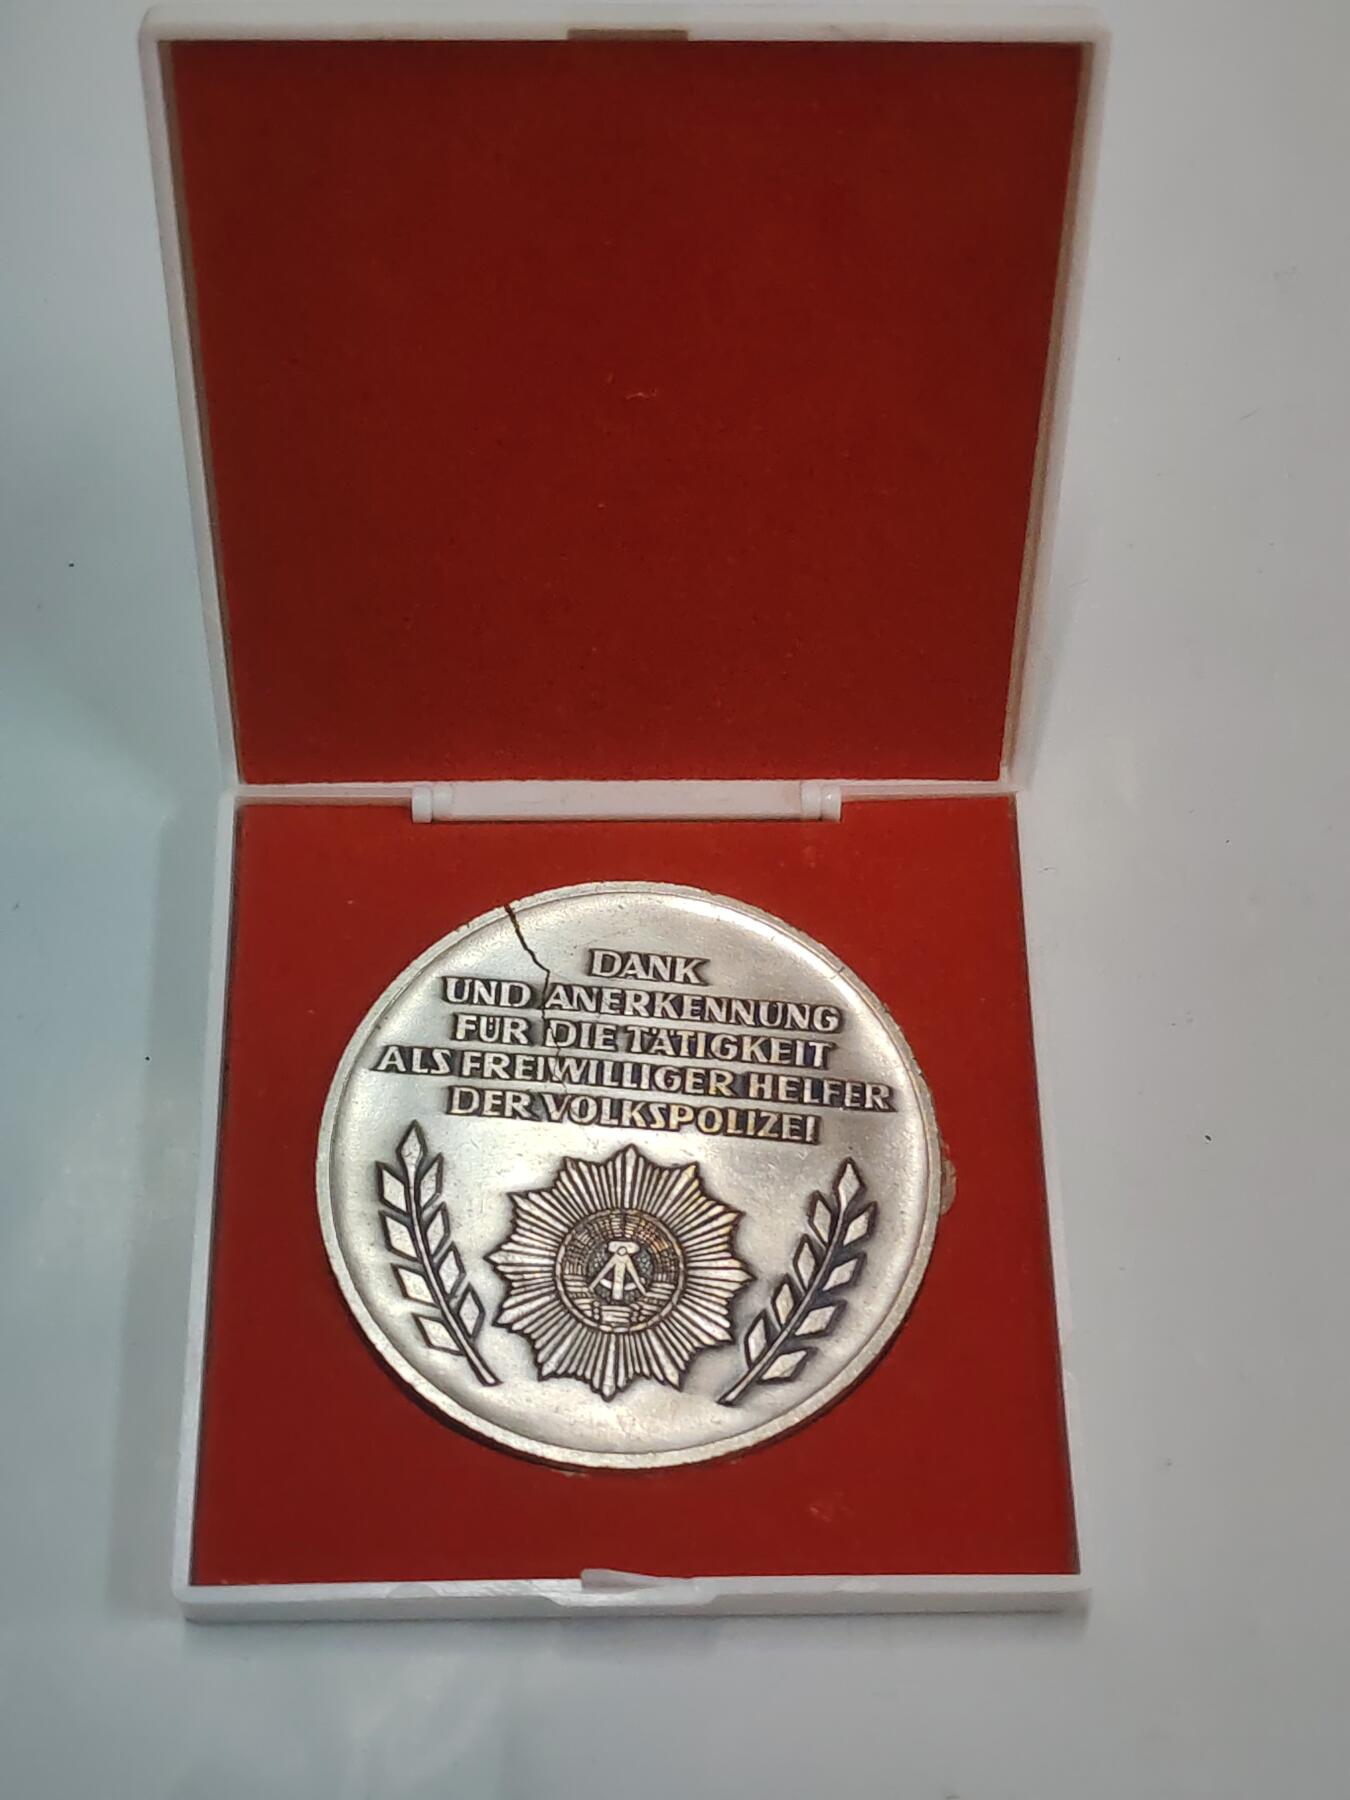 DANK
UND ANERKENNUNG
FÜR DIE TÄTIGKEIT
ALS FREIWILLIGER HELFER
DER VOLKSPOLIZEI